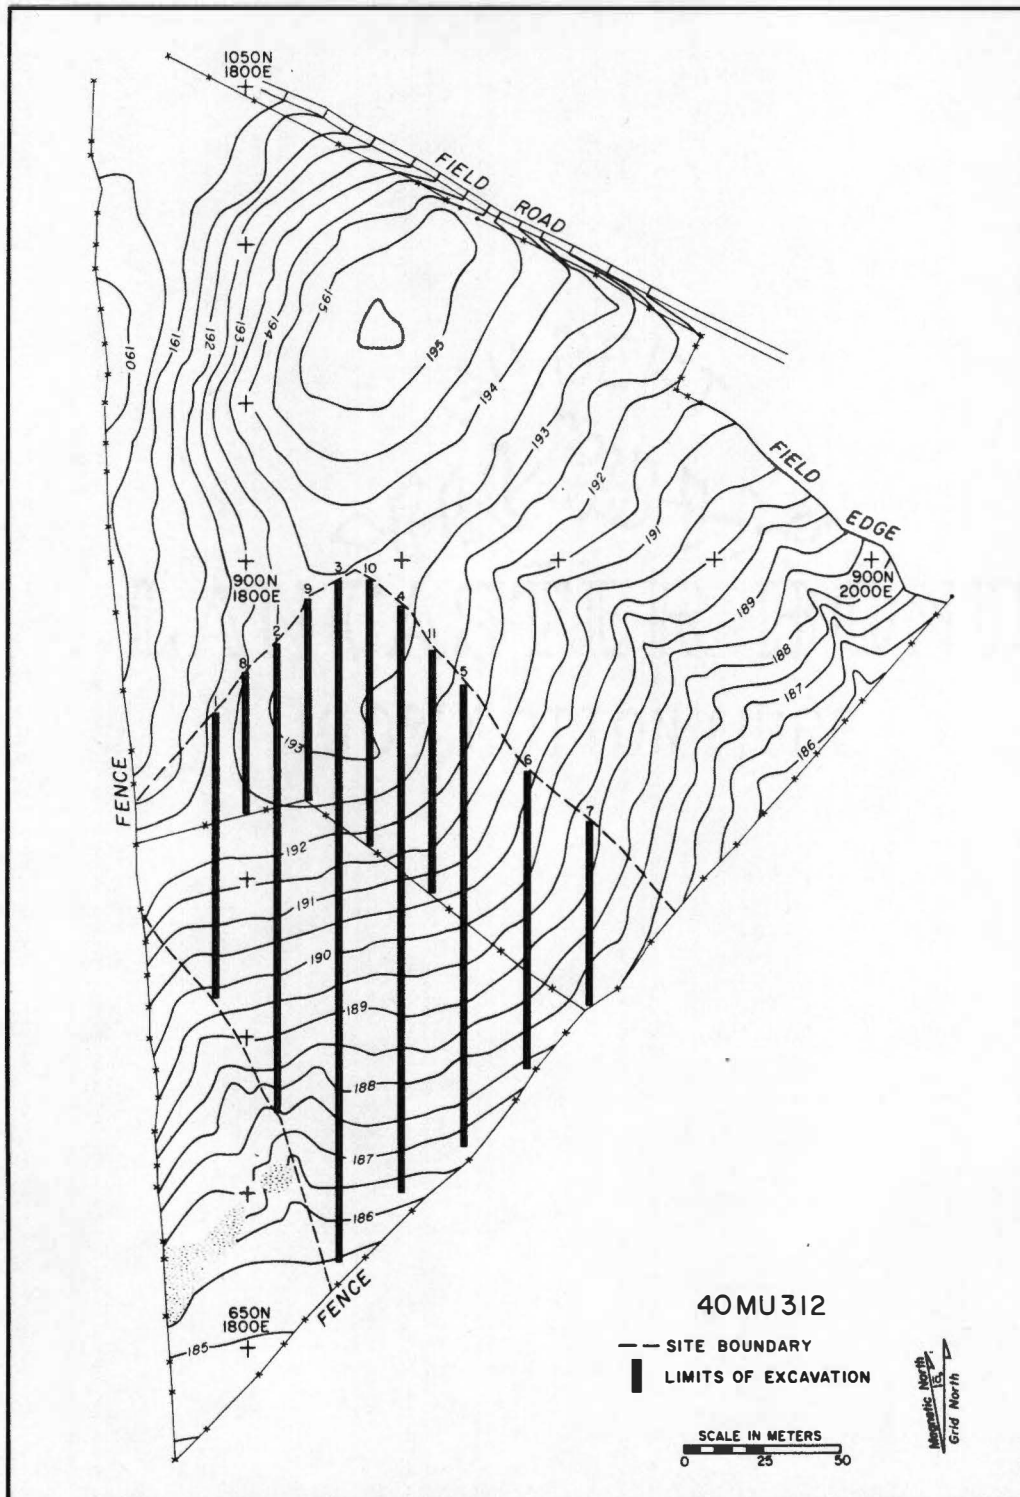 1050N
1800E
FIELD
ROAD
195
194
193
192
191
190
195
194
193
192
191
FIELD
EDGE
900N
2000E
189
188
187
186
900N
1800E
3
10
9
4
2
11
8
5
1
193
6
7
FENCE
192
191
190
189
188
187
186
FENCE
650N
1800E
185
40MU312
SITE BOUNDARY
LIMITS OF EXCAVATION
Magnetic North
Grid North
SCALE IN METERS
0 25 50